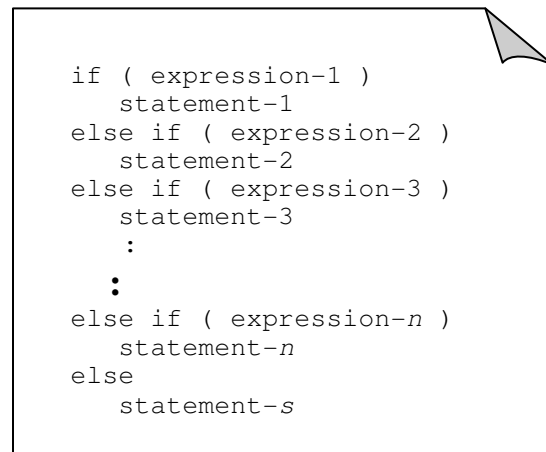 if ( expression-1 )
statement-1
else if ( expression-2 )
statement-2
else if ( expression-3 )
statement-3
:
:
else if ( expression-n )
statement-n
else
statement-s